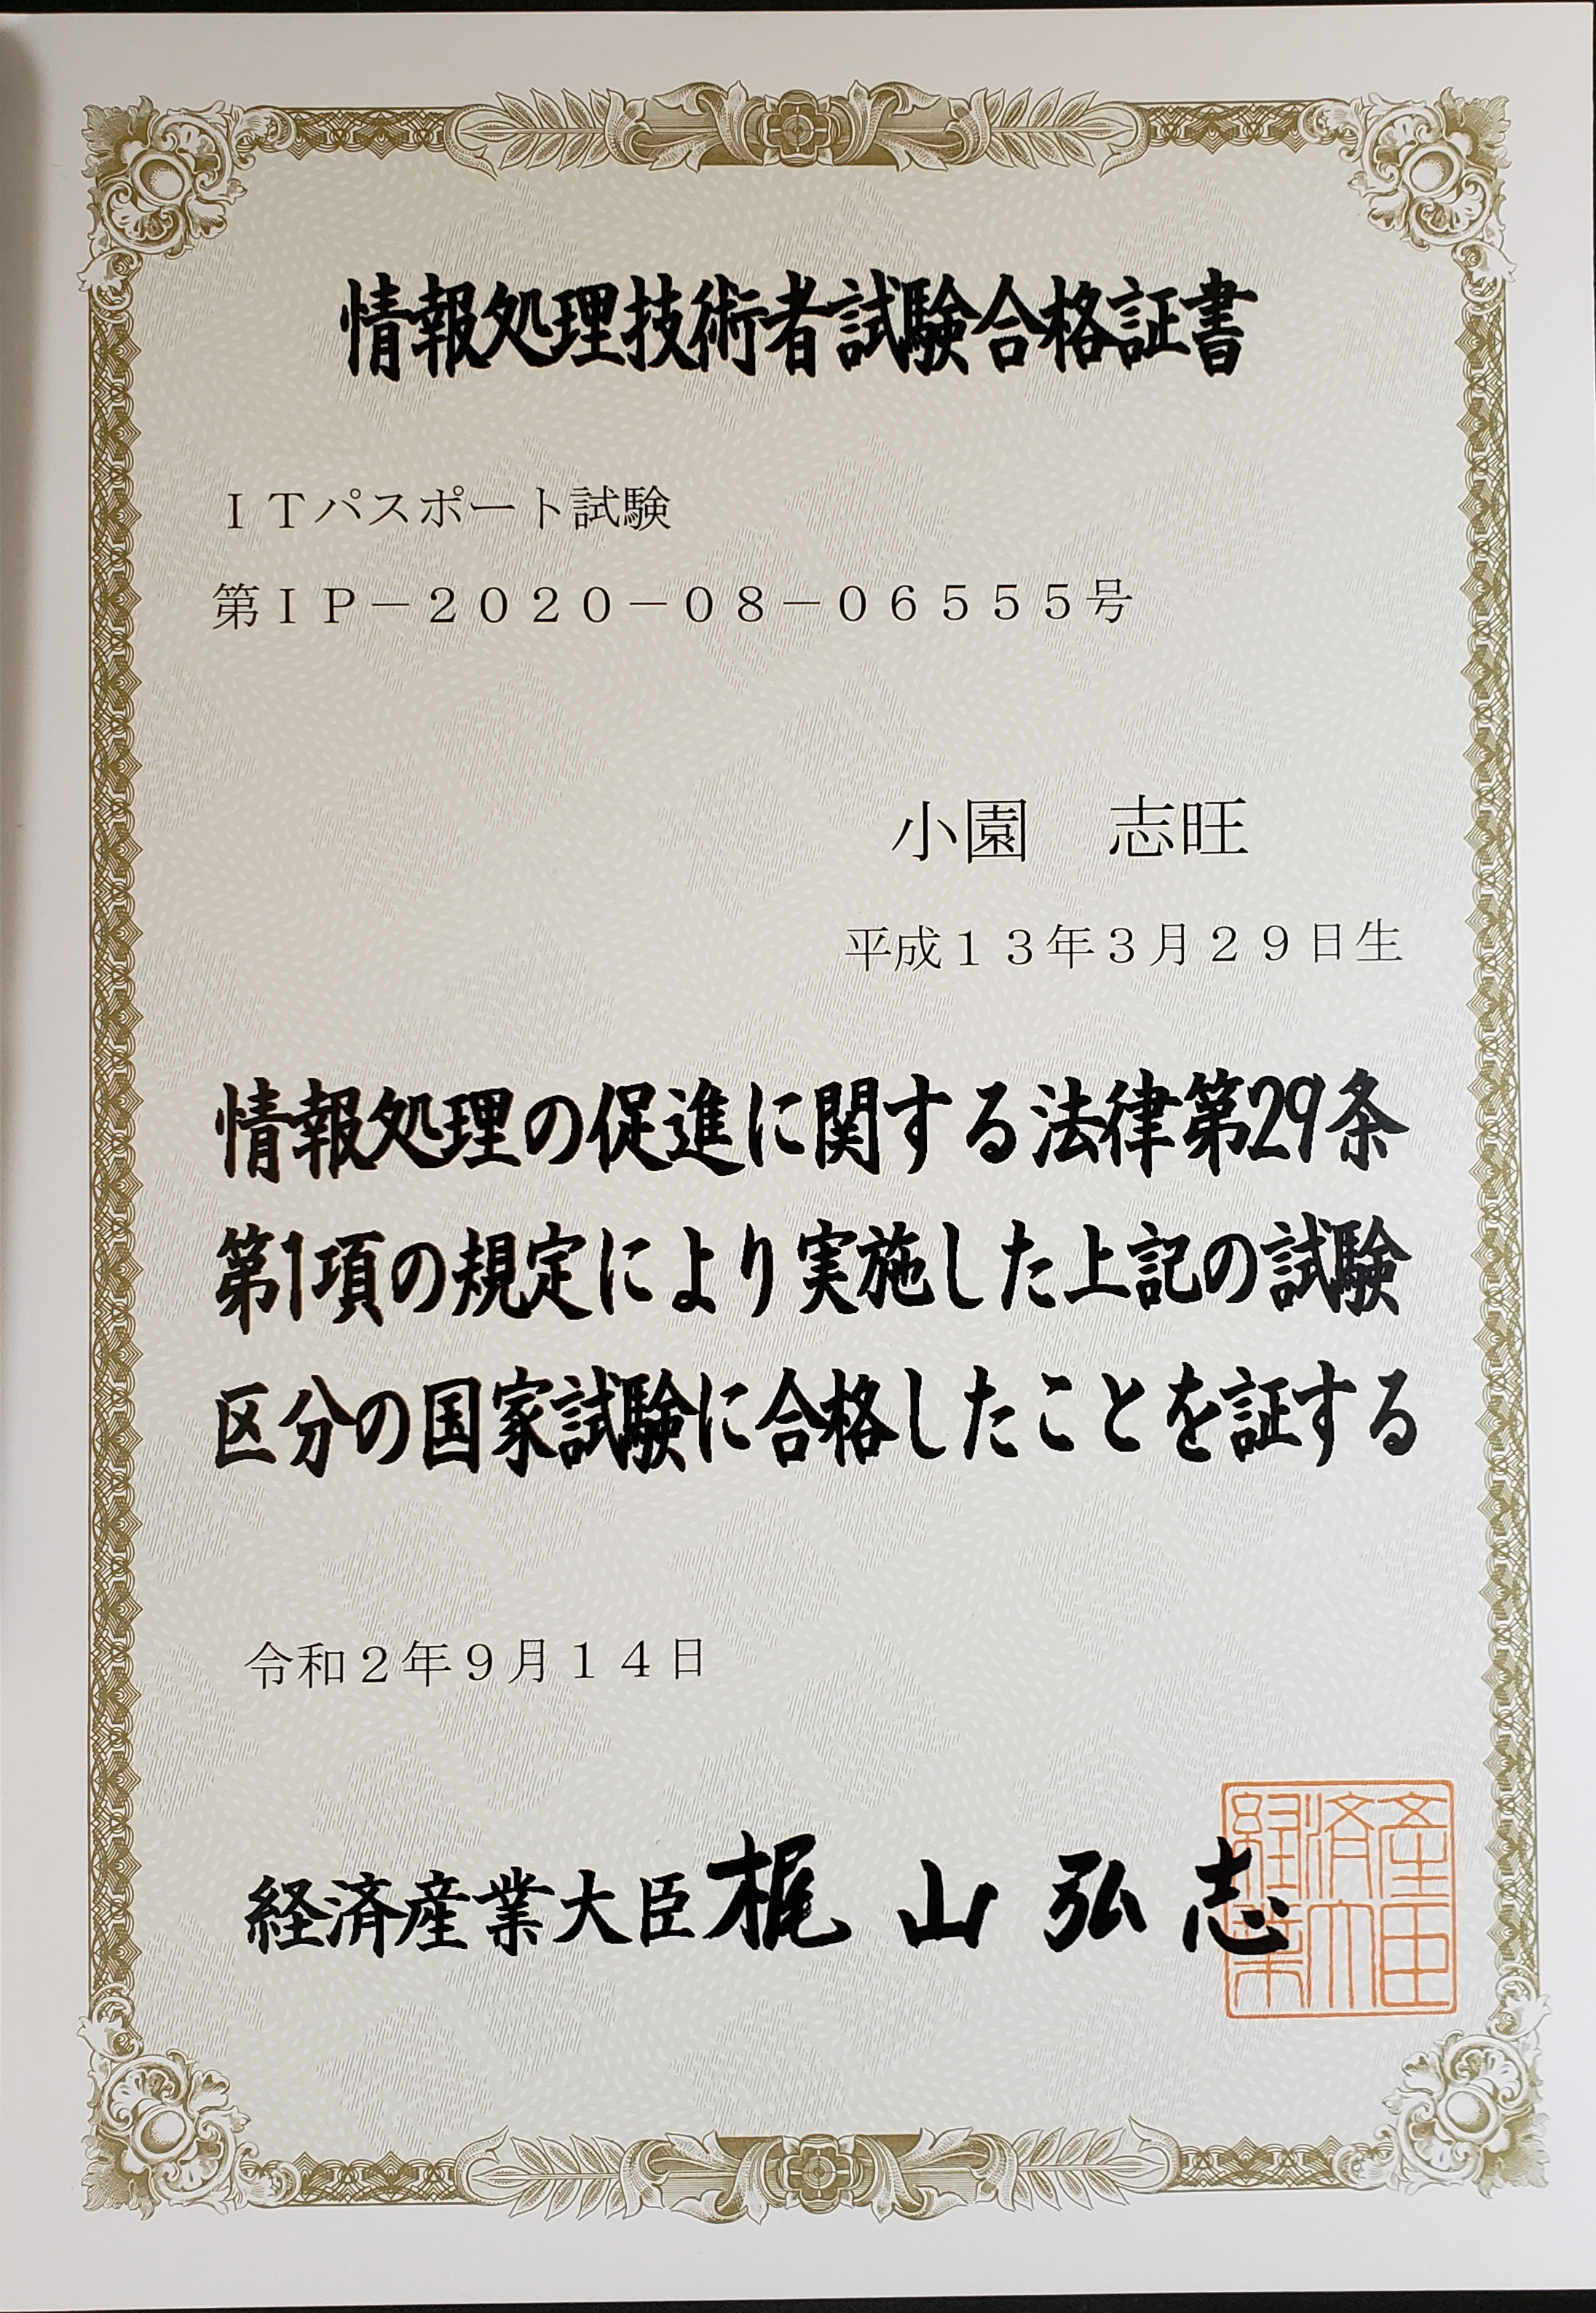 情報処理技術者試験合格証書
ＩＴパスポート試験
第ＩＰ－２０２０－０８－０６５５５号
小園　志旺
平成１３年３月２９日生
情報処理の促進に関する法律第29条
第1項の規定により実施した上記の試験
区分の国家試験に合格したことを証する
令和２年９月１４日
経済産業大臣 梶山弘志